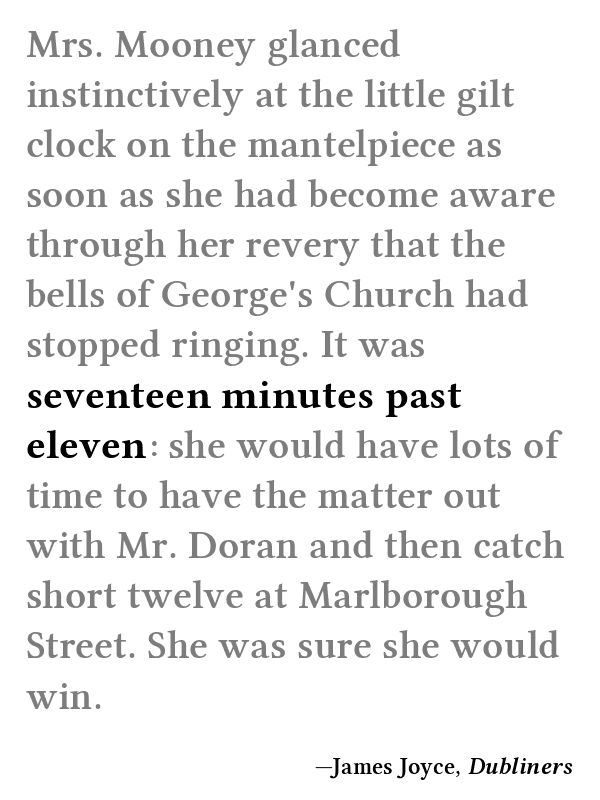 Mrs. Mooney glanced
instinctively at the little gilt
clock on the mantelpiece as
soon as she had become aware
through her revery that the
bells of George's Church had
stopped ringing. It was
seventeen minutes past
eleven: she would have lots of
time to have the matter out
with Mr. Doran and then catch
short twelve at Marlborough
Street. She was sure she would
win.
—James Joyce, Dubliners